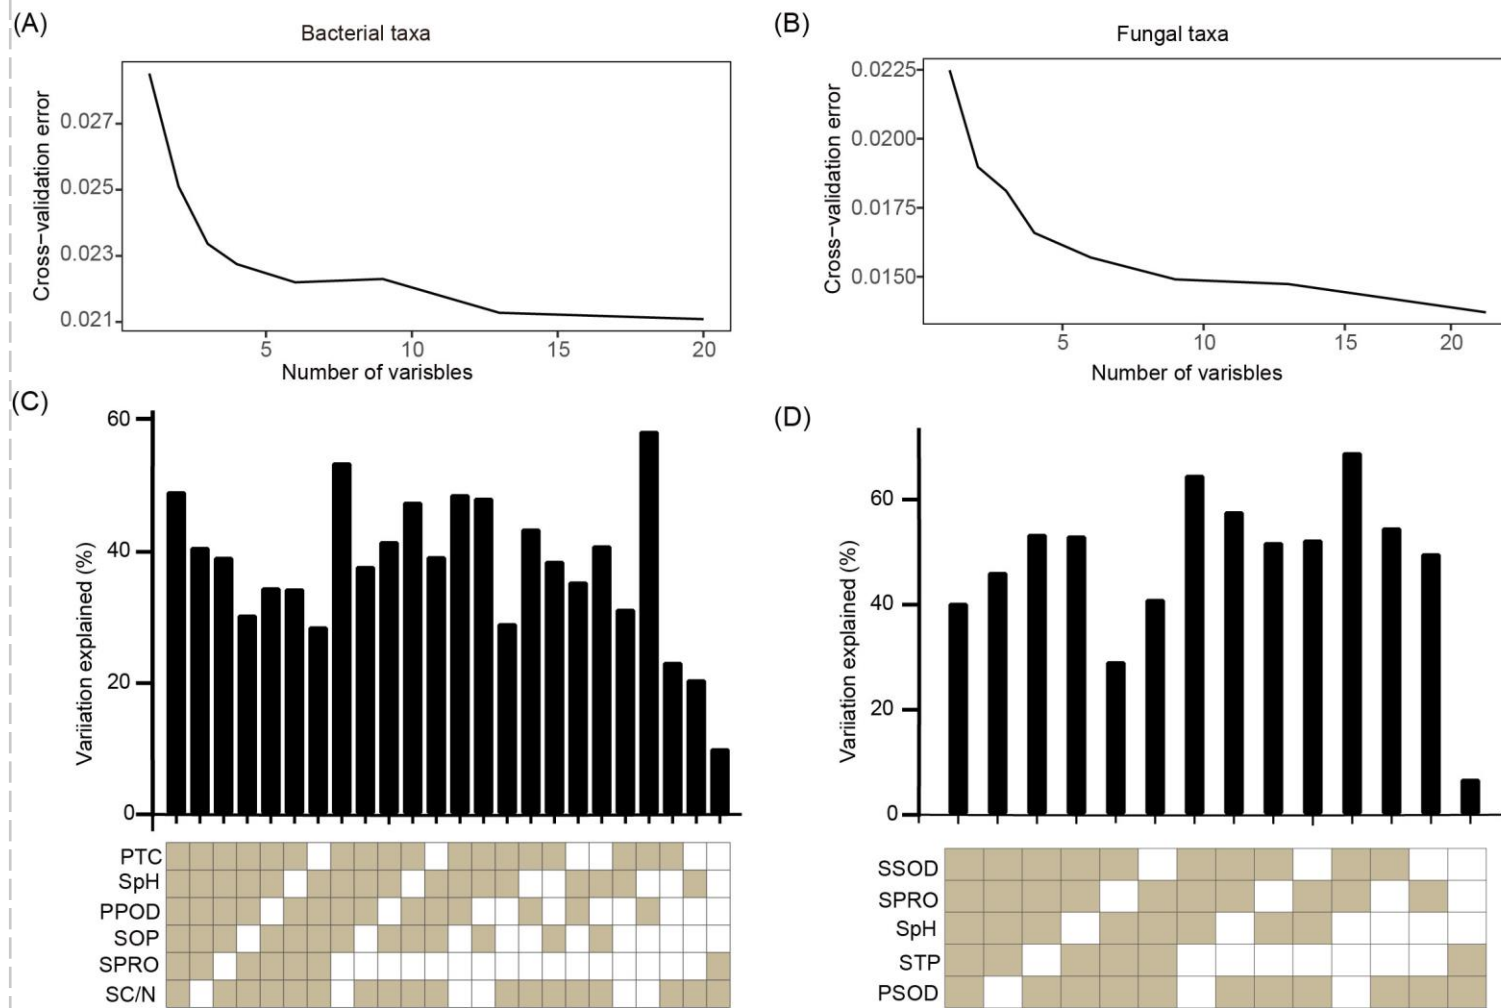 (A)
Bacterial taxa
Cross-validation error
0.027
0.025
0.023
0.021
5 10 15 20
Number of varisbles
(B)
Fungal taxa
Cross-validation error
0.0225
0.0200
0.0175
0.0150
5 10 15 20
Number of varisbles
(C)
Variiation explained (%)
60
40
20
0
PTC
SpH
PPOD
SOP
SPRO
SC/N
(D)
Variiation explained (%)
60
40
20
0
SSOD
SPRO
SpH
STP
PSOD